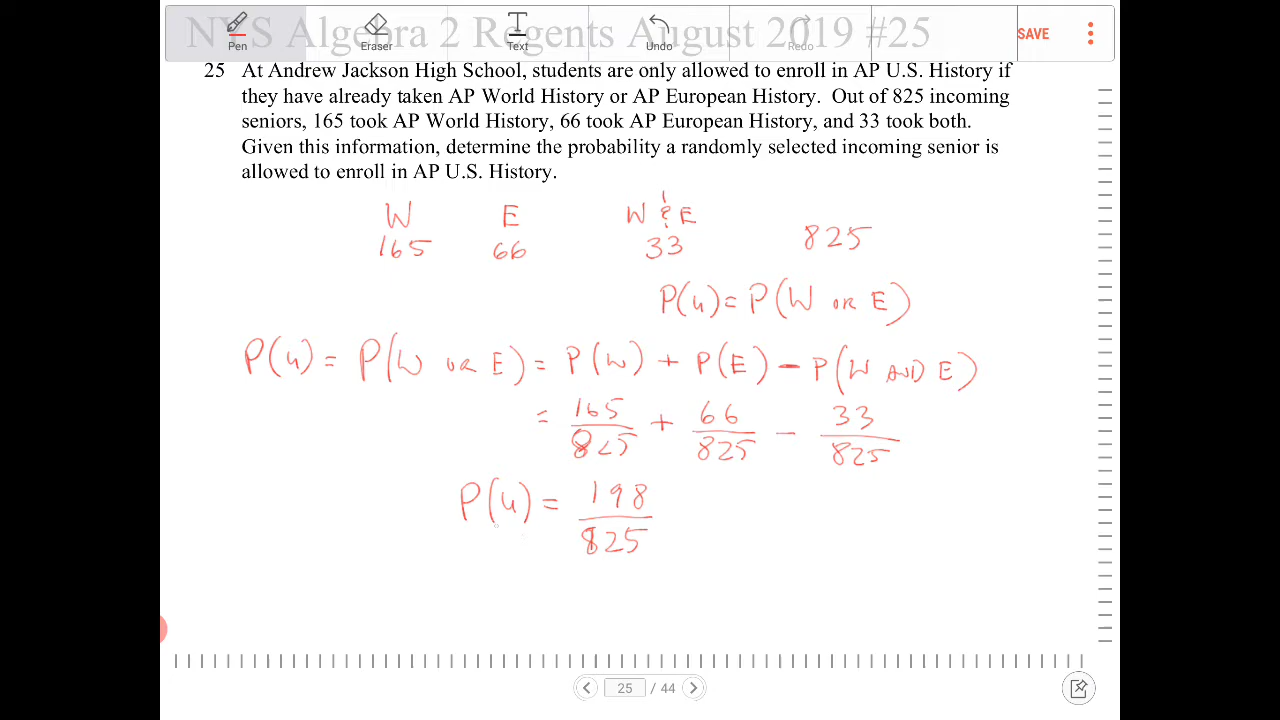 NYS Algebra 2 Regents August 2019 #25
Pen Eraser Text Undo Redo SAVE
25 At Andrew Jackson High School, students are only allowed to enroll in AP U.S. History if
they have already taken AP World History or AP European History. Out of 825 incoming
seniors, 165 took AP World History, 66 took AP European History, and 33 took both.
Given this information, determine the probability a randomly selected incoming senior is
allowed to enroll in AP U.S. History.
W E W & E
165 66 33 825
P(u) = P(W OR E)
P(u) = P(W OR E) = P(W) + P(E) - P(W AND E)
= 165/825 + 66/825 - 33/825
P(u) = 198/825
25 / 44